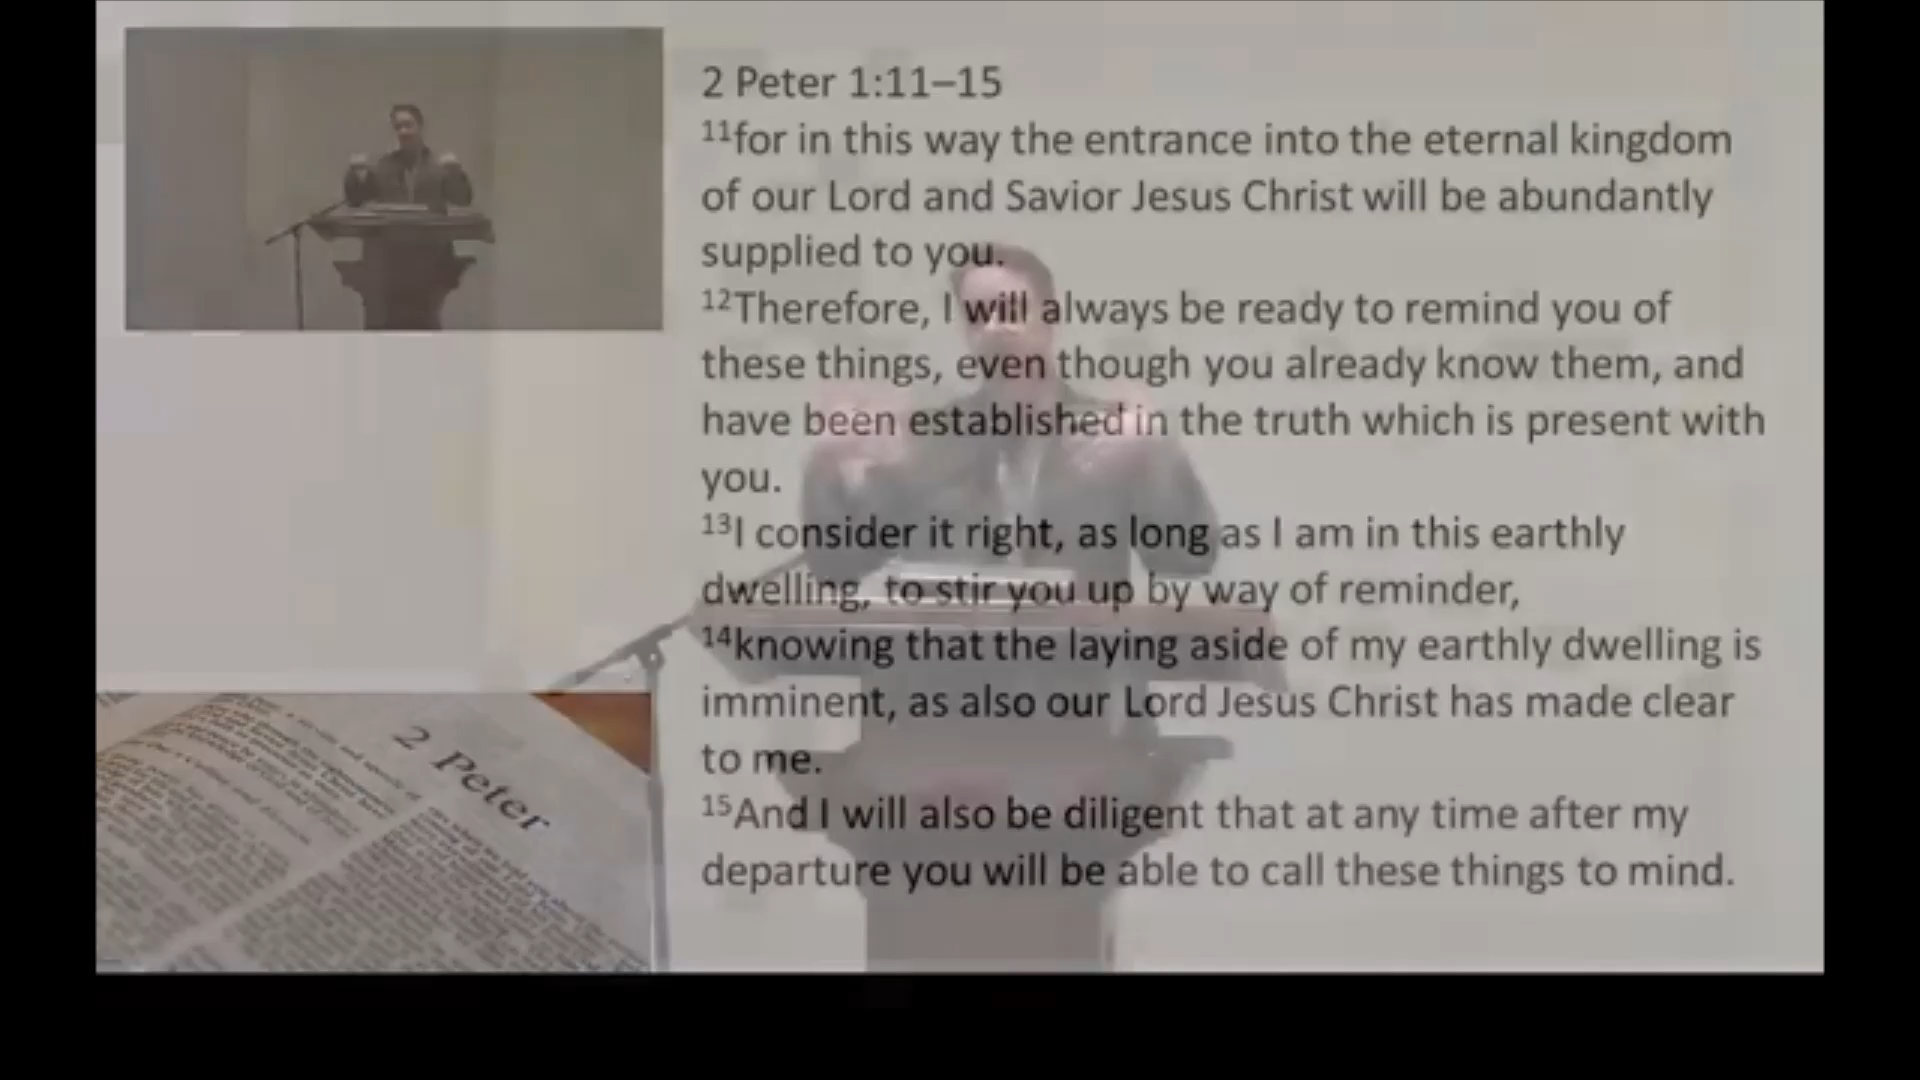 2 Peter 1:11–15
¹¹for in this way the entrance into the eternal kingdom
of our Lord and Savior Jesus Christ will be abundantly
supplied to you.
¹²Therefore, I will always be ready to remind you of
these things, even though you already know them, and
have been established in the truth which is present with
you.
¹³I consider it right, as long as I am in this earthly
dwelling, to stir you up by way of reminder,
¹⁴knowing that the laying aside of my earthly dwelling is
imminent, as also our Lord Jesus Christ has made clear
to me.
¹⁵And I will also be diligent that at any time after my
departure you will be able to call these things to mind.
2 Peter